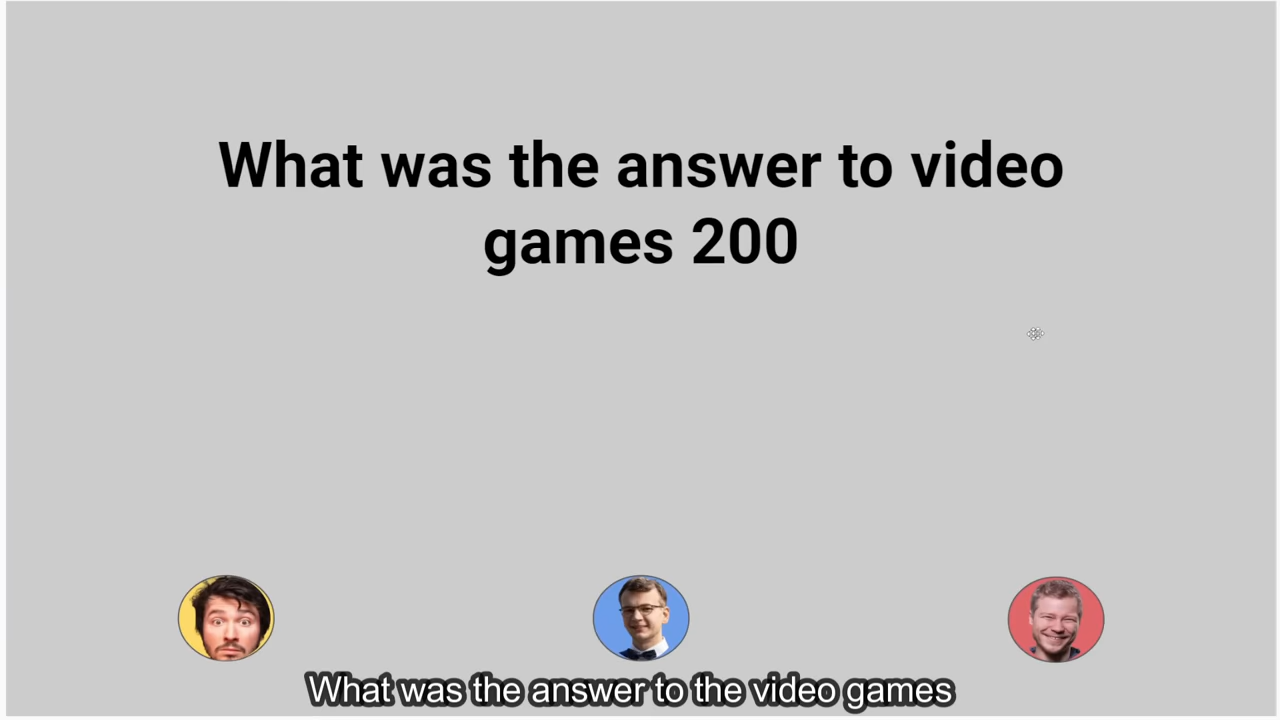 What was the answer to video
games 200
What was the answer to the video games